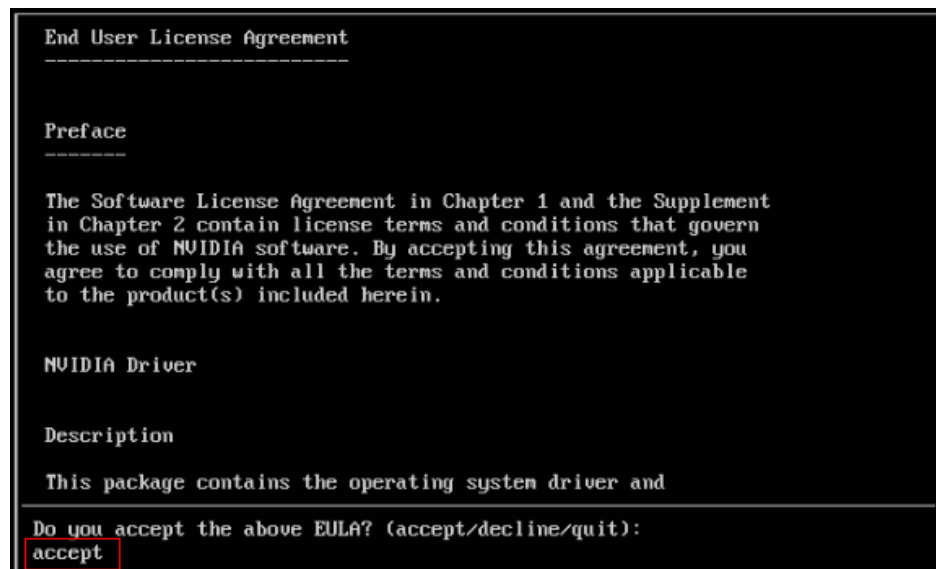 End User License Agreement
--------------------------
Preface
-------
The Software License Agreement in Chapter 1 and the Supplement
in Chapter 2 contain license terms and conditions that govern
the use of NVIDIA software. By accepting this agreement, you
agree to comply with all the terms and conditions applicable
to the product(s) included herein.
NVIDIA Driver
Description
This package contains the operating system driver and
Do you accept the above EULA? (accept/decline/quit):
accept